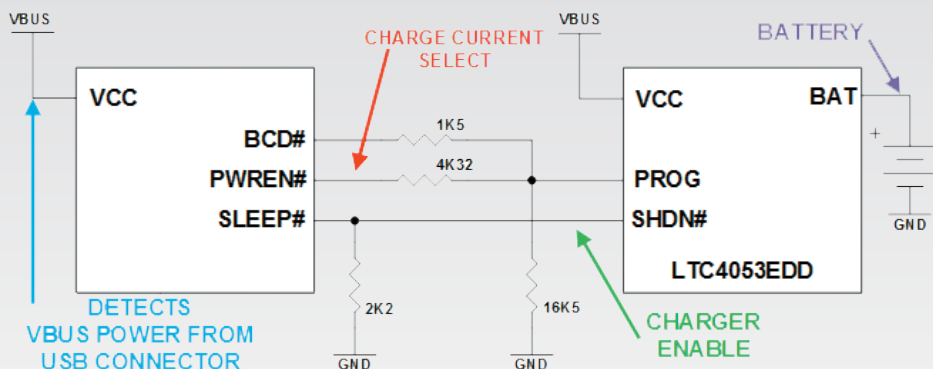 VBUS
VBUS
CHARGE CURRENT
SELECT
BATTERY
VCC
VCC
BAT
BCD#
1K5
+
PWREN#
4K32
PROG
SLEEP#
SHDN#
GND
LTC4053EDD
2K2
16K5
DETECTS
VBUS POWER FROM
USB CONNECTOR
CHARGER
ENABLE
GND
GND